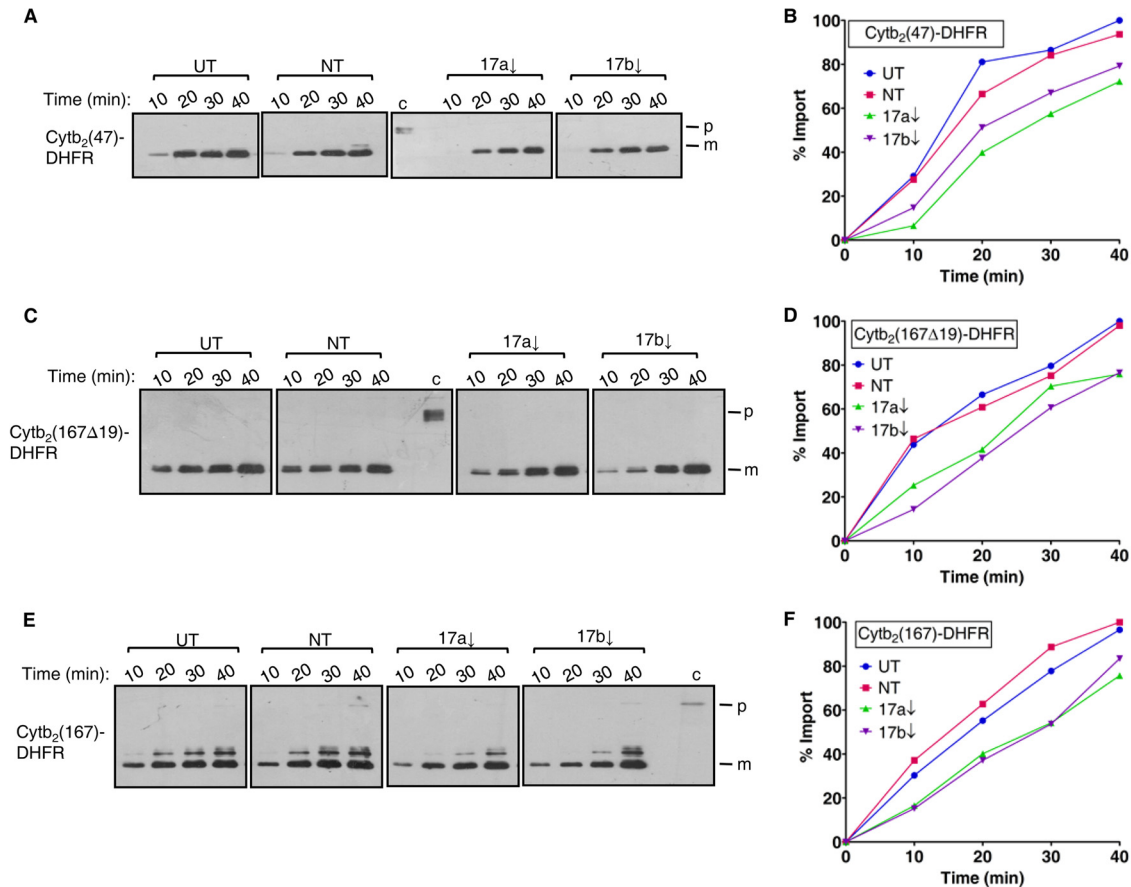 A
UT NT 17a↓ 17b↓
Time (min): 10 20 30 40 10 20 30 40 c 10 20 30 40 10 20 30 40
Cytb₂(47)-
DHFR
p
m
B
100
80
60
40
20
0
% Import
Cytb₂(47)-DHFR
UT
NT
17a↓
17b↓
0 10 20 30 40
Time (min)
C
UT NT 17a↓ 17b↓
Time (min): 10 20 30 40 10 20 30 40 c 10 20 30 40 10 20 30 40
Cytb₂(167Δ19)-
DHFR
p
m
D
100
80
60
40
20
0
% Import
Cytb₂(167Δ19)-DHFR
UT
NT
17a↓
17b↓
0 10 20 30 40
Time (min)
E
UT NT 17a↓ 17b↓
Time (min): 10 20 30 40 10 20 30 40 10 20 30 40 10 20 30 40 c
Cytb₂(167)-
DHFR
p
m
F
100
80
60
40
20
0
% Import
Cytb₂(167)-DHFR
UT
NT
17a↓
17b↓
0 10 20 30 40
Time (min)